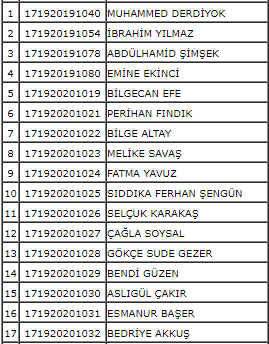 1 171920191040 MUHAMMED DERDİYOK
2 171920191054 İBRAHİM YILMAZ
3 171920191078 ABDÜLHAMİD ŞİMŞEK
4 171920191080 EMİNE EKİNCİ
5 171920201019 BİLGECAN EFE
6 171920201021 PERİHAN FINDIK
7 171920201022 BİLGE ALTAY
8 171920201023 MELİKE SAVAŞ
9 171920201024 FATMA YAVUZ
10 171920201025 SIDDIKA FERHAN ŞENGÜN
11 171920201026 SELÇUK KARAKAŞ
12 171920201027 ÇAĞLA SOYSAL
13 171920201028 GÖKÇE SUDE GEZER
14 171920201029 BENDİ GÜZEN
15 171920201030 ASLIGÜL ÇAKIR
16 171920201031 ESMANUR BAŞER
17 171920201032 BEDRİYE AKKUŞ